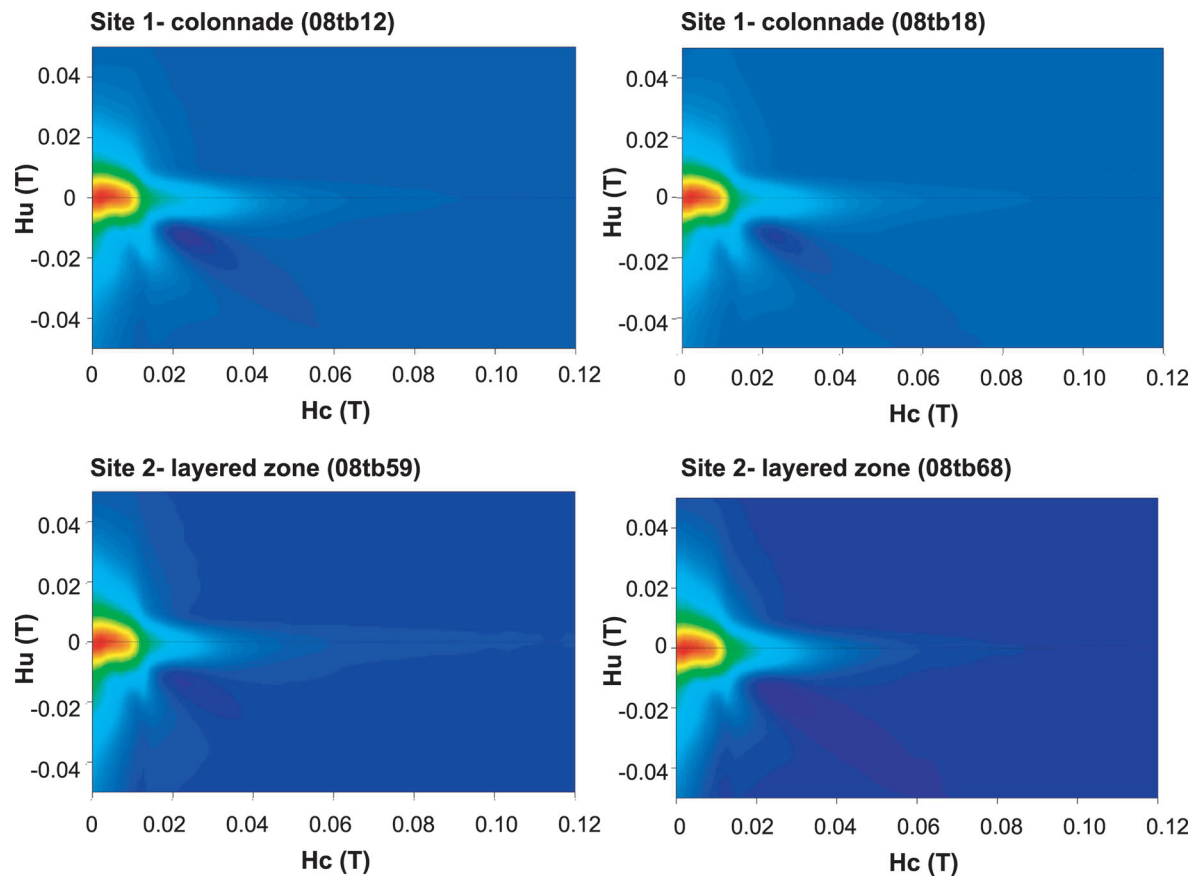 Site 1- colonnade (08tb12)
0.04
0.02
0
-0.02
-0.04
Hu (T)
0 0.02 0.04 0.06 0.08 0.10 0.12
Hc (T)
Site 1- colonnade (08tb18)
0.04
0.02
0
-0.02
-0.04
Hu (T)
0 0.02 0.04 0.06 0.08 0.10 0.12
Hc (T)
Site 2- layered zone (08tb59)
0.04
0.02
0
-0.02
-0.04
Hu (T)
0 0.02 0.04 0.06 0.08 0.10 0.12
Hc (T)
Site 2- layered zone (08tb68)
0.04
0.02
0
-0.02
-0.04
Hu (T)
0 0.02 0.04 0.06 0.08 0.10 0.12
Hc (T)